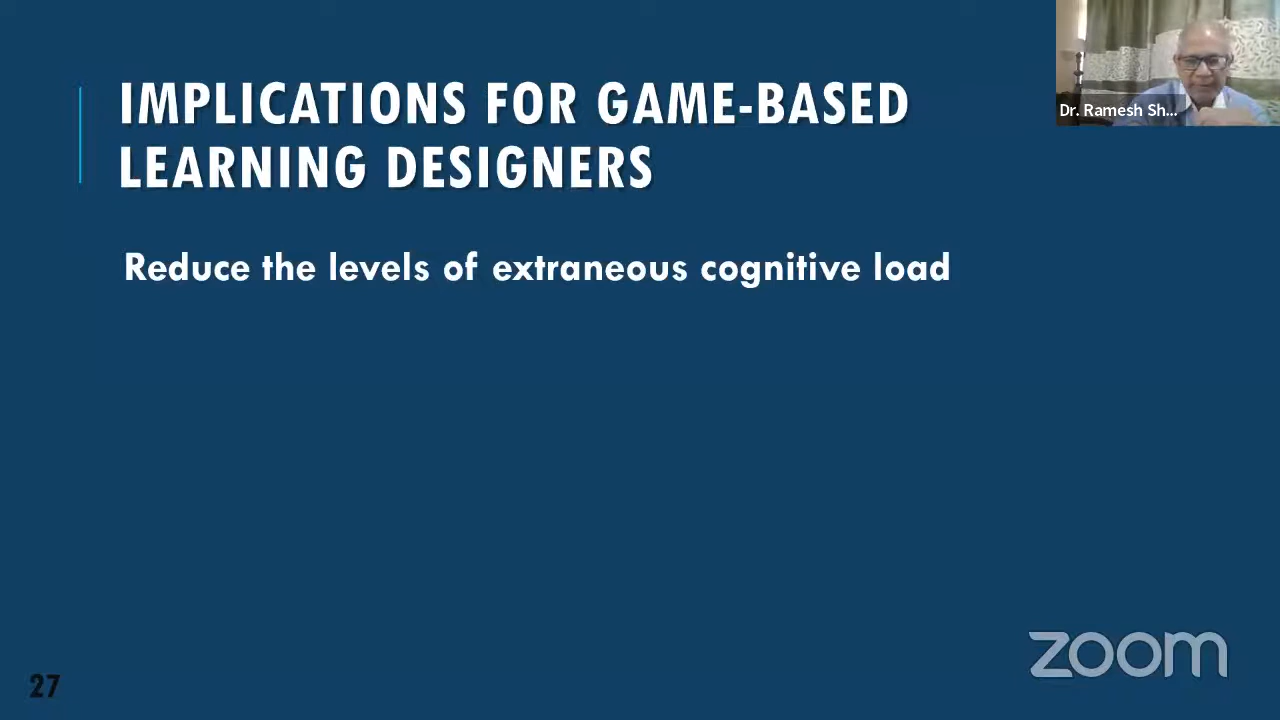 IMPLICATIONS FOR GAME-BASED
LEARNING DESIGNERS
Dr. Ramesh Sh...
Reduce the levels of extraneous cognitive load
zoom
27